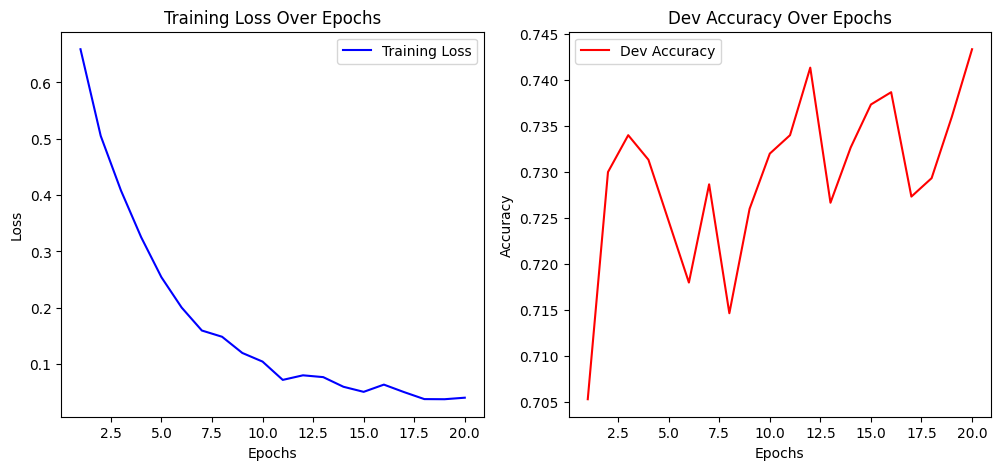 Training Loss Over Epochs
Training Loss
Loss
0.6
0.5
0.4
0.3
0.2
0.1
2.5 5.0 7.5 10.0 12.5 15.0 17.5 20.0
Epochs
Dev Accuracy Over Epochs
Dev Accuracy
Accuracy
0.745
0.740
0.735
0.730
0.725
0.720
0.715
0.710
0.705
2.5 5.0 7.5 10.0 12.5 15.0 17.5 20.0
Epochs